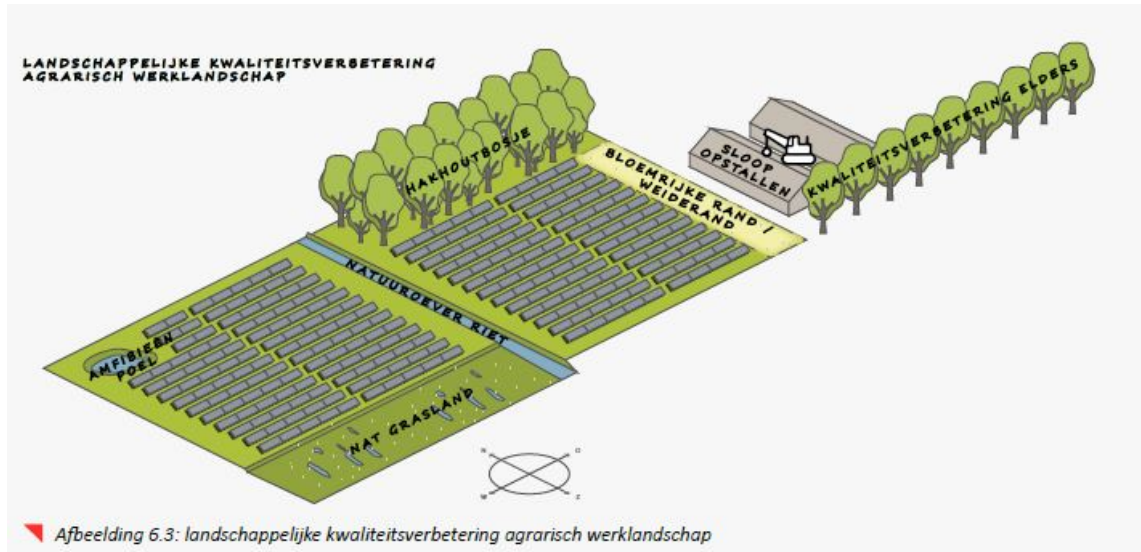 LANDSCHAPPELIJKE KWALITEITSVERBETERING
AGRARISCH WERKLANDSCHAP
HAKHOUTBOSJE
BLOEMRIJKE RAND /
WEIDERAND
SLOOP
OPSTALLEN
KWALITEITSVERBETERING ELDERS
NATUUROEVER RIET
AMFIBIEËN
POEL
NAT GRASLAND
N
O
W
Z
Afbeelding 6.3: landschappelijke kwaliteitsverbetering agrarisch werklandschap